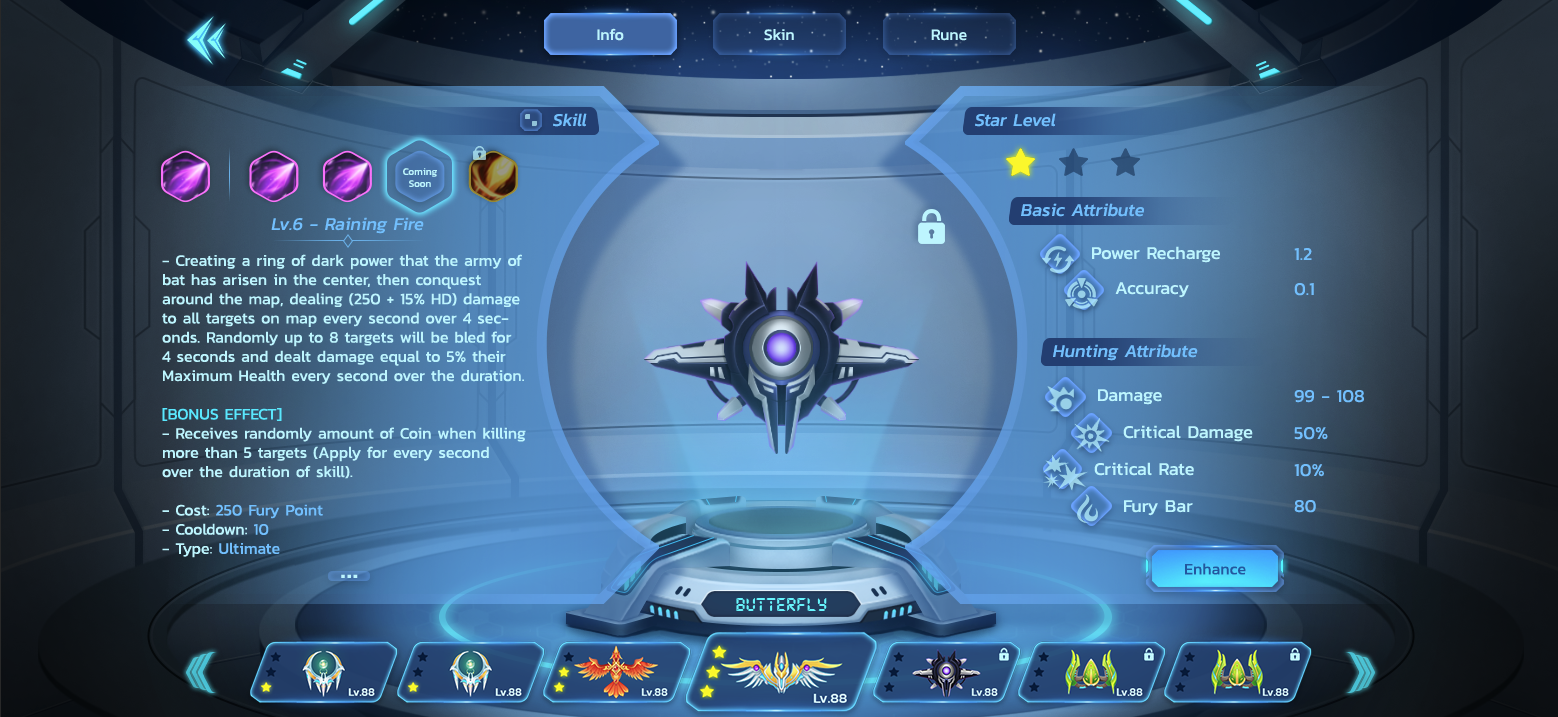 Info
Skin
Rune
Skill
Coming
Soon
Lv.6 - Raining Fire
- Creating a ring of dark power that the army of
bat has arisen in the center, then conquest
around the map, dealing (250 + 15% HD) damage
to all targets on map every second over 4 sec-
onds. Randomly up to 8 targets will be bled for
4 seconds and dealt damage equal to 5% their
Maximum Health every second over the duration.
[BONUS EFFECT]
- Receives randomly amount of Coin when killing
more than 5 targets (Apply for every second
over the duration of skill).
- Cost: 250 Fury Point
- Cooldown: 10
- Type: Ultimate
Star Level
Basic Attribute
Power Recharge 1.2
Accuracy 0.1
Hunting Attribute
Damage 99 - 108
Critical Damage 50%
Critical Rate 10%
Fury Bar 80
Enhance
BUTTERFLY
Lv.88
Lv.88
Lv.88
Lv.88
Lv.88
Lv.88
Lv.88